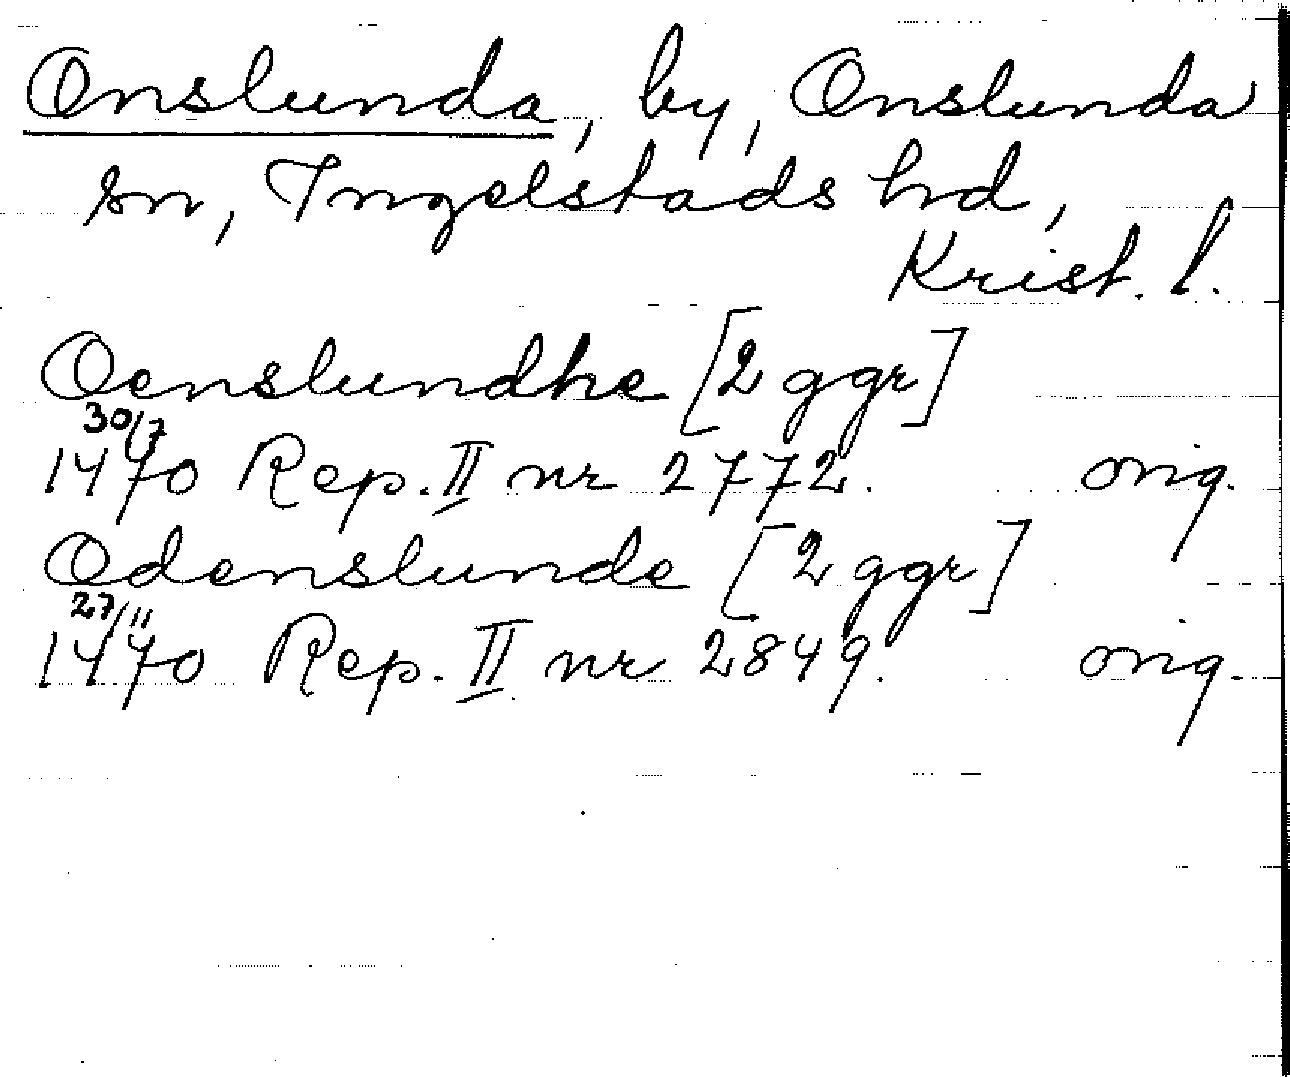 Onslunda, by, Onslunda
sn, Ingelstads hd,
Krist. l.
Oenslundhe [2 ggr]
30/7
1470 Rep. II nr 2772. orig.
Odenslunde [2 ggr]
27/11
1470 Rep. II nr 2849. orig.